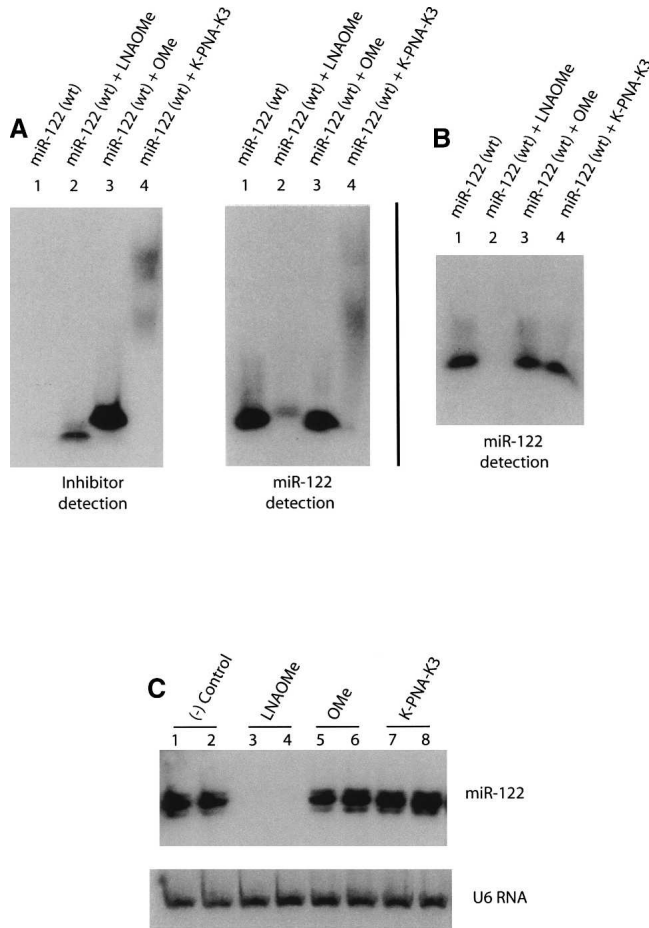 A
miR-122 (wt)
miR-122 (wt) + LNAOMe
miR-122 (wt) + OMe
miR-122 (wt) + K-PNA-K3
1 2 3 4
Inhibitor
detection
miR-122 (wt)
miR-122 (wt) + LNAOMe
miR-122 (wt) + OMe
miR-122 (wt) + K-PNA-K3
1 2 3 4
miR-122
detection
B
miR-122 (wt)
miR-122 (wt) + LNAOMe
miR-122 (wt) + OMe
miR-122 (wt) + K-PNA-K3
1 2 3 4
miR-122
detection
C
(-) Control
LNAOMe
OMe
K-PNA-K3
1 2 3 4 5 6 7 8
miR-122
U6 RNA